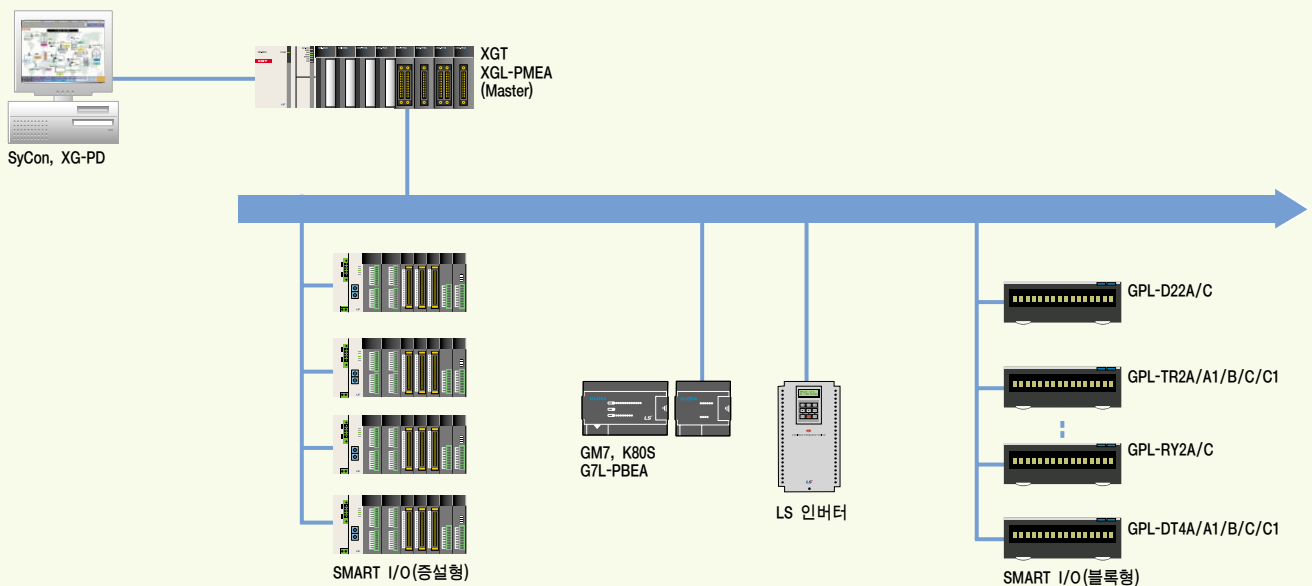 XGT
XGL-PMEA
(Master)
SyCon, XG-PD
GPL-D22A/C
GPL-TR2A/A1/B/C/C1
GPL-RY2A/C
GPL-DT4A/A1/B/C/C1
GM7, K80S
G7L-PBEA
LS 인버터
SMART I/O(증설형)
SMART I/O(블록형)